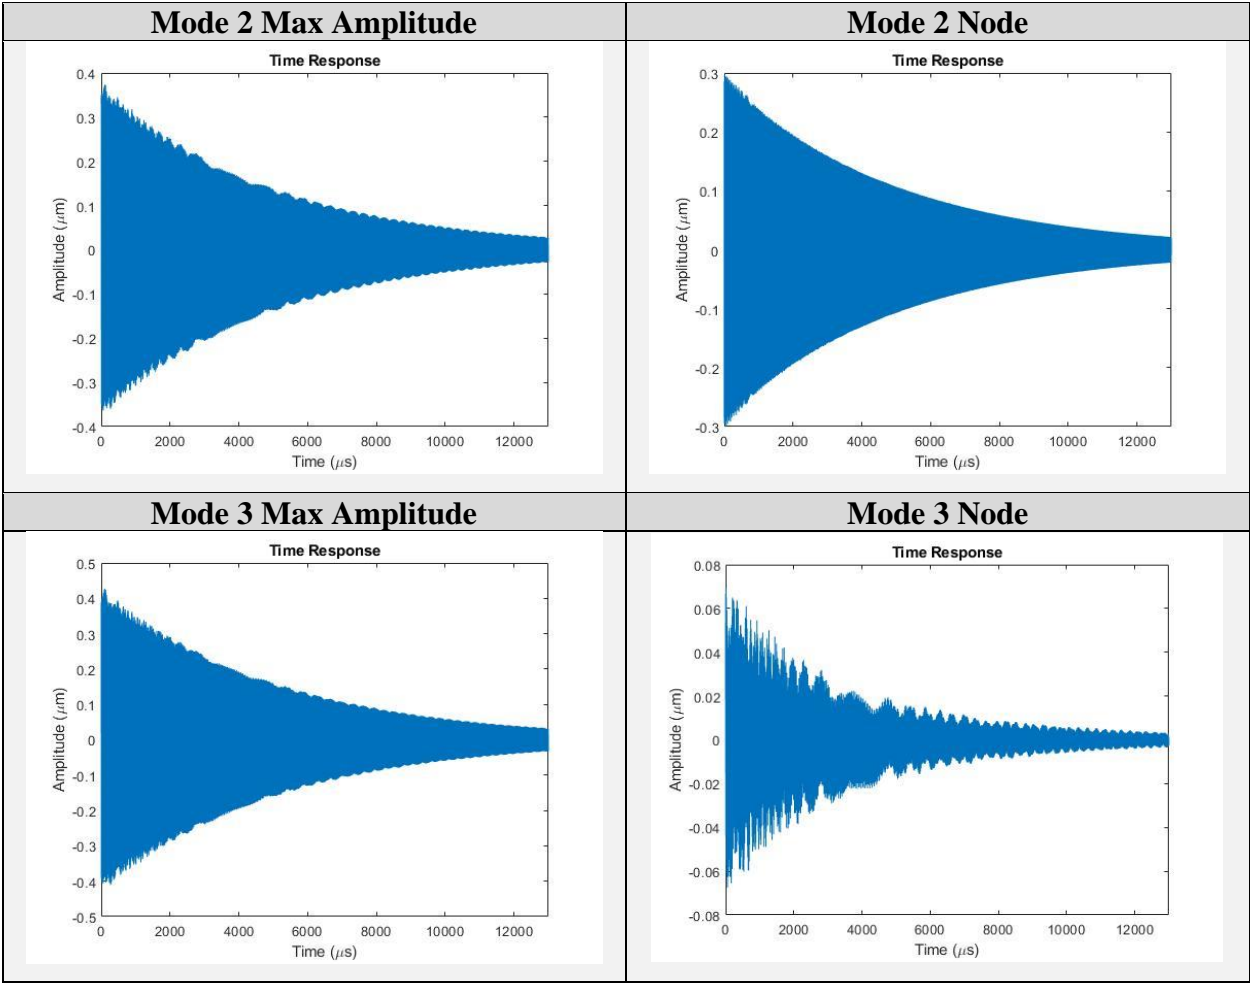 Mode 2 Max Amplitude
Mode 2 Node
Time Response
0.4
0.3
0.2
0.1
0
-0.1
-0.2
-0.3
-0.4
Amplitude (μm)
0 2000 4000 6000 8000 10000 12000
Time (μs)
Time Response
0.3
0.2
0.1
0
-0.1
-0.2
-0.3
Amplitude (μm)
0 2000 4000 6000 8000 10000 12000
Time (μs)
Mode 3 Max Amplitude
Mode 3 Node
Time Response
0.5
0.4
0.3
0.2
0.1
0
-0.1
-0.2
-0.3
-0.4
-0.5
Amplitude (μm)
0 2000 4000 6000 8000 10000 12000
Time (μs)
Time Response
0.08
0.06
0.04
0.02
0
-0.02
-0.04
-0.06
-0.08
Amplitude (μm)
0 2000 4000 6000 8000 10000 12000
Time (μs)